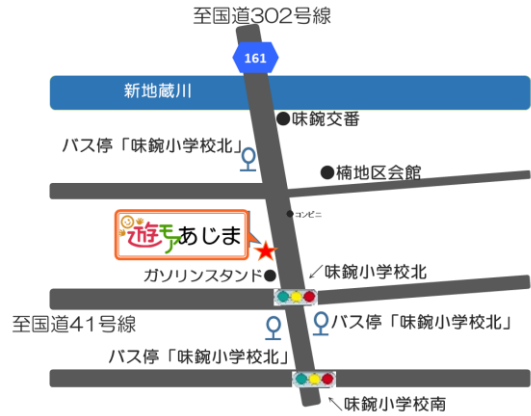 至国道302号線
161
新地蔵川
味鋺交番
バス停「味鋺小学校北」
楠地区会館
コンビニ
遊モアあじま
ガソリンスタンド
味鋺小学校北
至国道41号線
バス停「味鋺小学校北」
バス停「味鋺小学校北」
味鋺小学校南